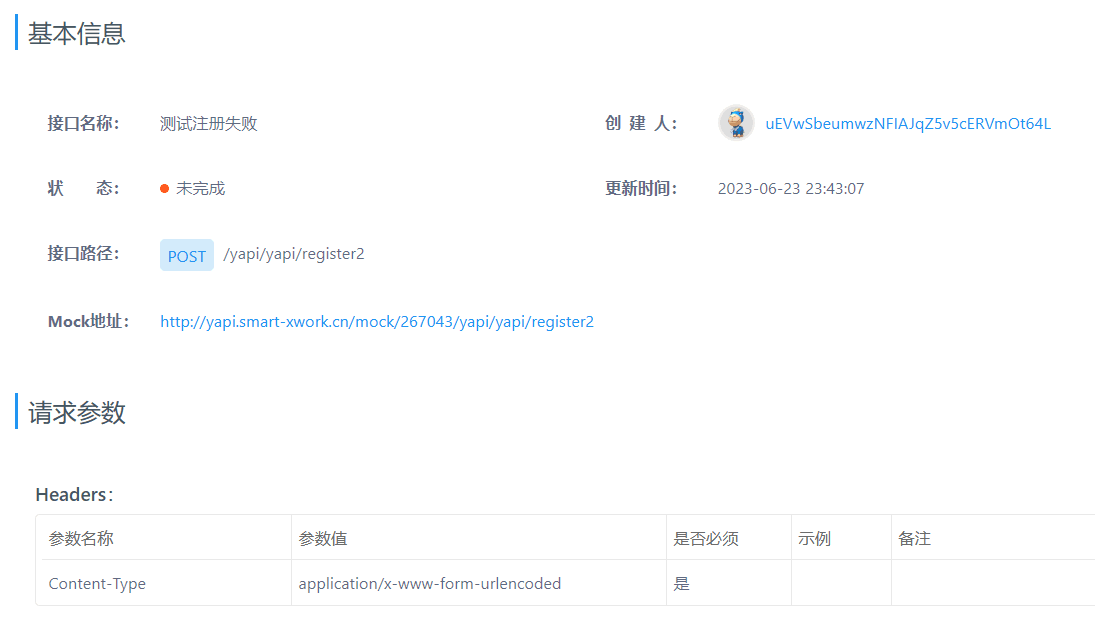 基本信息
接口名称： 测试注册失败 创 建 人： uEVwSbeumwzNFIAJqZ5v5cERVmOt64L
状 态： 未完成 更新时间： 2023-06-23 23:43:07
接口路径： POST /yapi/yapi/register2
Mock地址： http://yapi.smart-xwork.cn/mock/267043/yapi/yapi/register2
请求参数
Headers：
参数名称 参数值 是否必须 示例 备注
Content-Type application/x-www-form-urlencoded 是